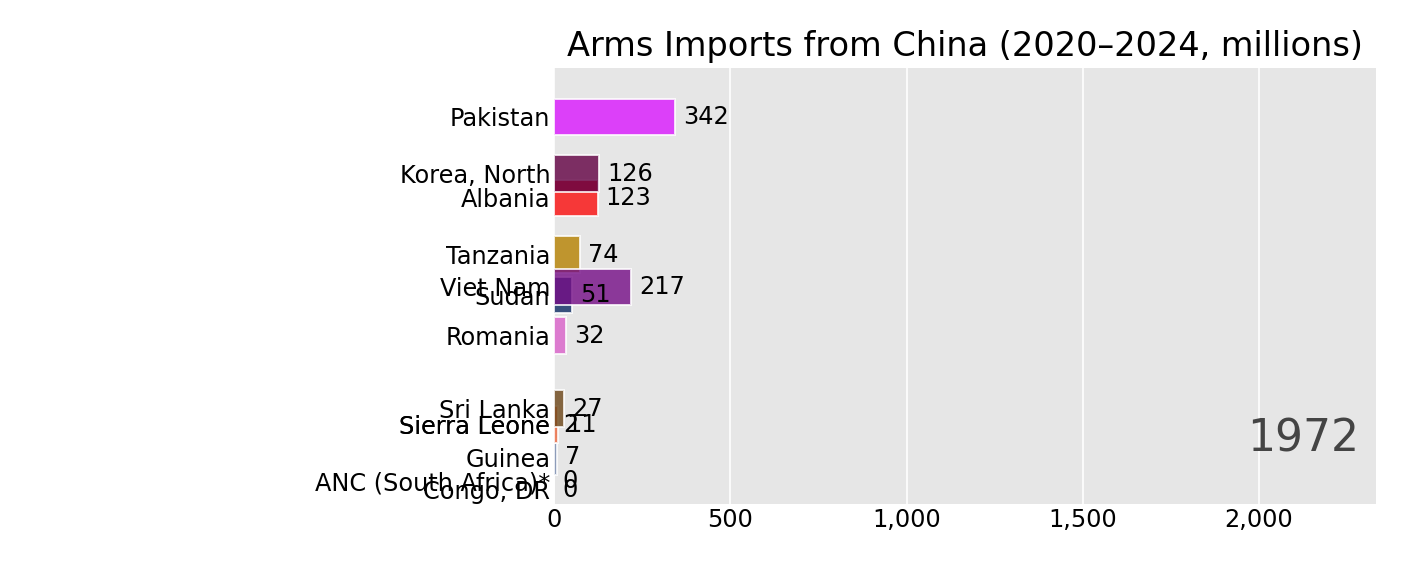 Arms Imports from China (2020–2024, millions)
Pakistan 342
Korea, North 126
Albania 123
Tanzania 74
Viet Nam 217
Sudan 51
Romania 32
Sri Lanka 27
Sierra Leone
Guinea 7
ANC (South Africa)* 0
Congo, DR 0
1972
0 500 1,000 1,500 2,000